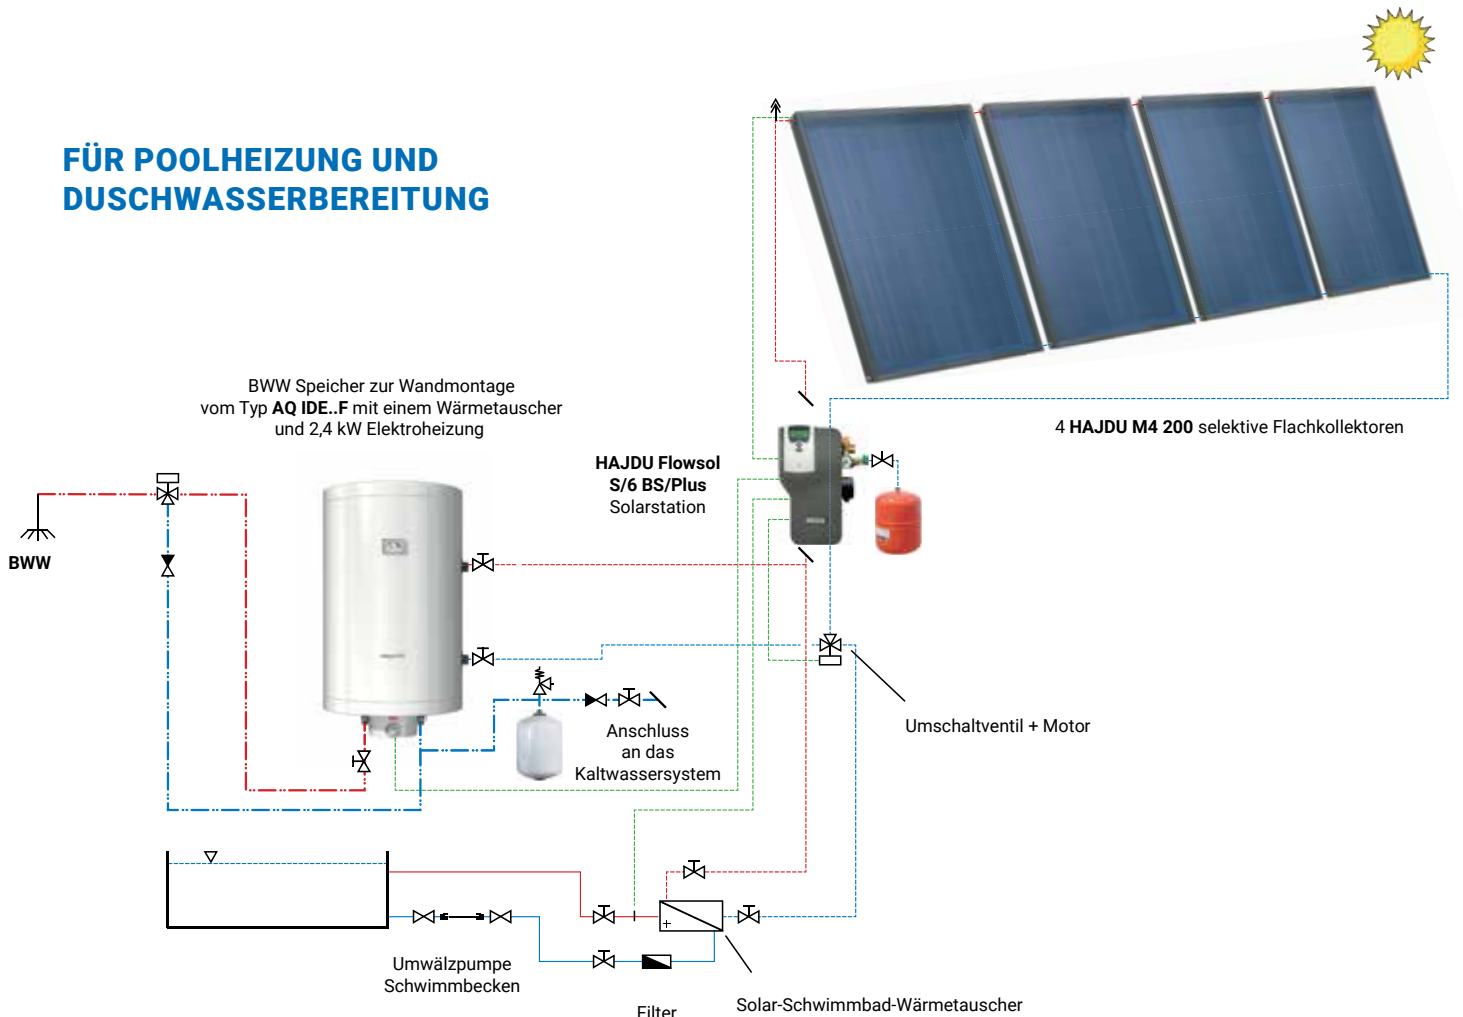 FÜR POOLHEIZUNG UND
DUSCHWASSERBEREITUNG
BWW Speicher zur Wandmontage
vom Typ AQ IDE..F mit einem Wärmetauscher
und 2,4 kW Elektroheizung
4 HAJDU M4 200 selektive Flachkollektoren
HAJDU Flowsol
S/6 BS/Plus
Solarstation
BWW
Umschaltventil + Motor
Anschluss
an das
Kaltwassersystem
+
Umwälzpumpe
Schwimmbecken
Filter
Solar-Schwimmbad-Wärmetauscher